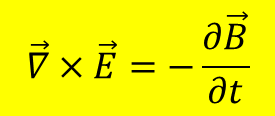 ∇⃗ × E⃗ = − ∂B⃗ / ∂t